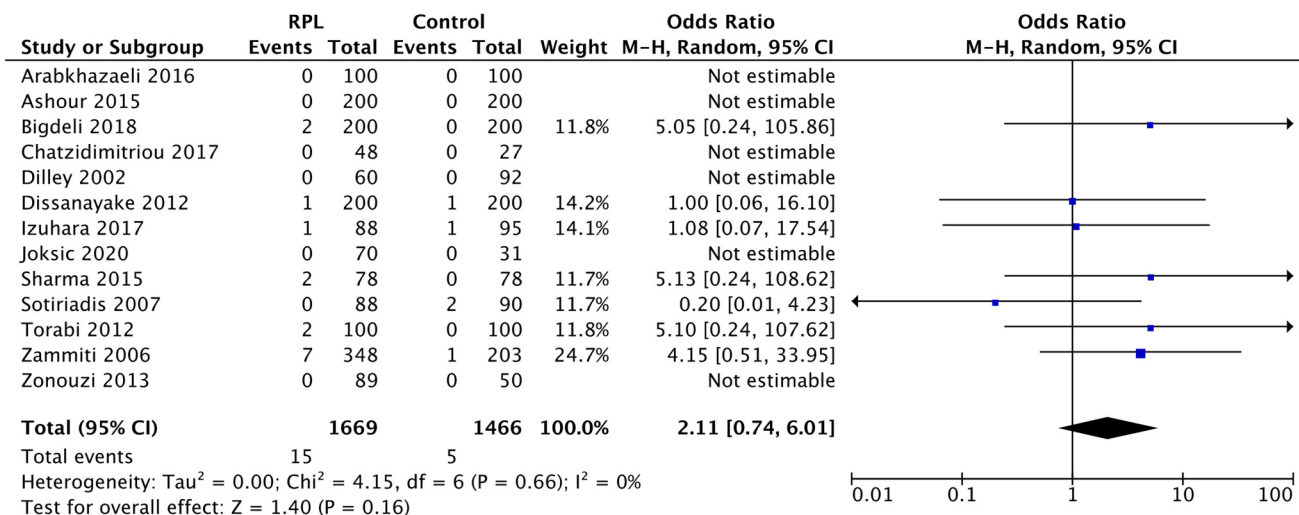 RPL Control Odds Ratio Odds Ratio
Study or Subgroup Events Total Events Total Weight M-H, Random, 95% CI M-H, Random, 95% CI
Arabkhazaeli 2016 0 100 0 100 Not estimable
Ashour 2015 0 200 0 200 Not estimable
Bigdeli 2018 2 200 0 200 11.8% 5.05 [0.24, 105.86]
Chatzidimitriou 2017 0 48 0 27 Not estimable
Dilley 2002 0 60 0 92 Not estimable
Dissanayake 2012 1 200 1 200 14.2% 1.00 [0.06, 16.10]
Izuhara 2017 1 88 1 95 14.1% 1.08 [0.07, 17.54]
Joksic 2020 0 70 0 31 Not estimable
Sharma 2015 2 78 0 78 11.7% 5.13 [0.24, 108.62]
Sotiriadis 2007 0 88 2 90 11.7% 0.20 [0.01, 4.23]
Torabi 2012 2 100 0 100 11.8% 5.10 [0.24, 107.62]
Zammiti 2006 7 348 1 203 24.7% 4.15 [0.51, 33.95]
Zonouzi 2013 0 89 0 50 Not estimable
Total (95% CI) 1669 1466 100.0% 2.11 [0.74, 6.01]
Total events 15 5
Heterogeneity: Tau² = 0.00; Chi² = 4.15, df = 6 (P = 0.66); I² = 0%
Test for overall effect: Z = 1.40 (P = 0.16)
0.01 0.1 1 10 100